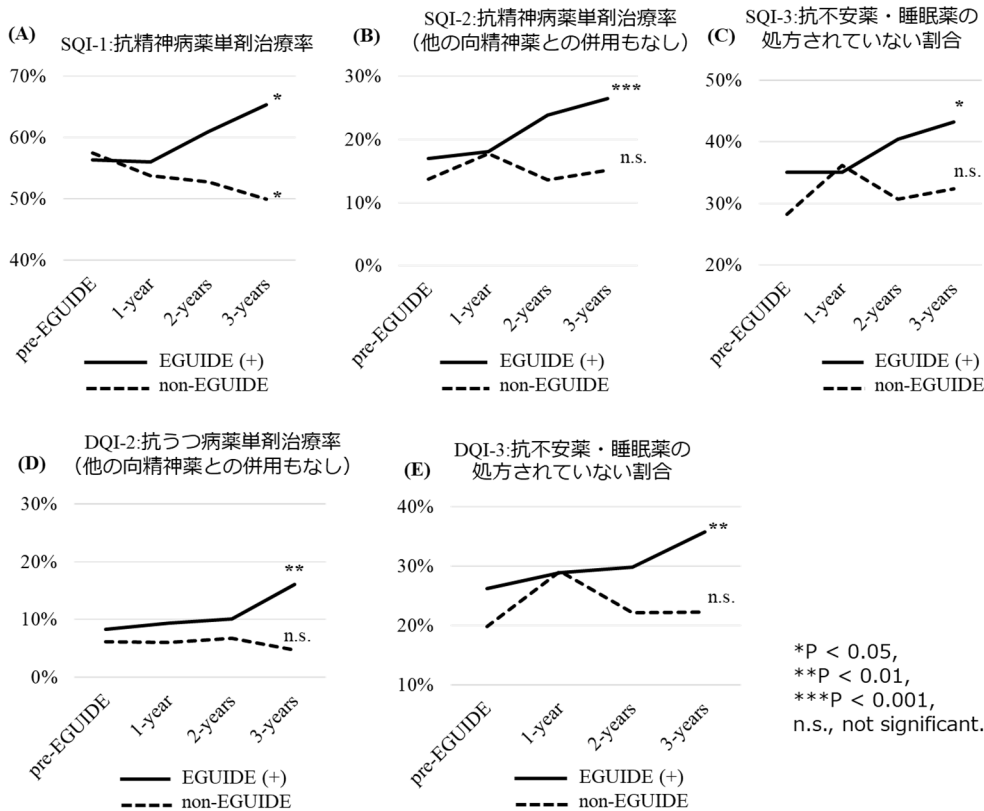 (A)
SQI-1:抗精神病薬単剤治療率
70%
60%
50%
40%
*
*
pre-EGUIDE
1-year
2-years
3-years
EGUIDE (+)
non-EGUIDE
(B)
SQI-2:抗精神病薬単剤治療率
(他の向精神薬との併用もなし)
30%
20%
10%
0%
***
n.s.
pre-EGUIDE
1-year
2-years
3-years
EGUIDE (+)
non-EGUIDE
(C)
SQI-3:抗不安薬・睡眠薬の
処方されていない割合
50%
40%
30%
20%
*
n.s.
pre-EGUIDE
1-year
2-years
3-years
EGUIDE (+)
non-EGUIDE
(D)
DQI-2:抗うつ病薬単剤治療率
(他の向精神薬との併用もなし)
30%
20%
10%
0%
**
n.s.
pre-EGUIDE
1-year
2-years
3-years
EGUIDE (+)
non-EGUIDE
(E)
DQI-3:抗不安薬・睡眠薬の
処方されていない割合
40%
30%
20%
10%
**
n.s.
pre-EGUIDE
1-year
2-years
3-years
EGUIDE (+)
non-EGUIDE
*P < 0.05,
**P < 0.01,
***P < 0.001,
n.s., not significant.